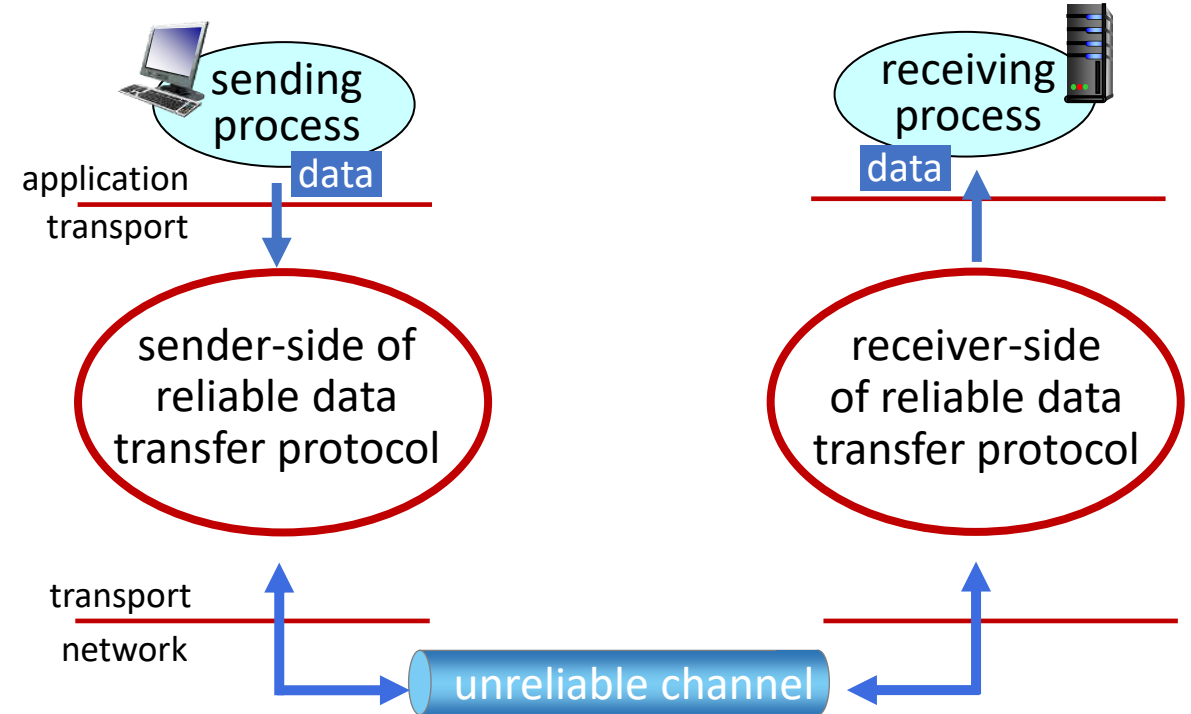 sending
process
data
application
transport
receiving
process
data
sender-side of
reliable data
transfer protocol
receiver-side
of reliable data
transfer protocol
transport
network
unreliable channel